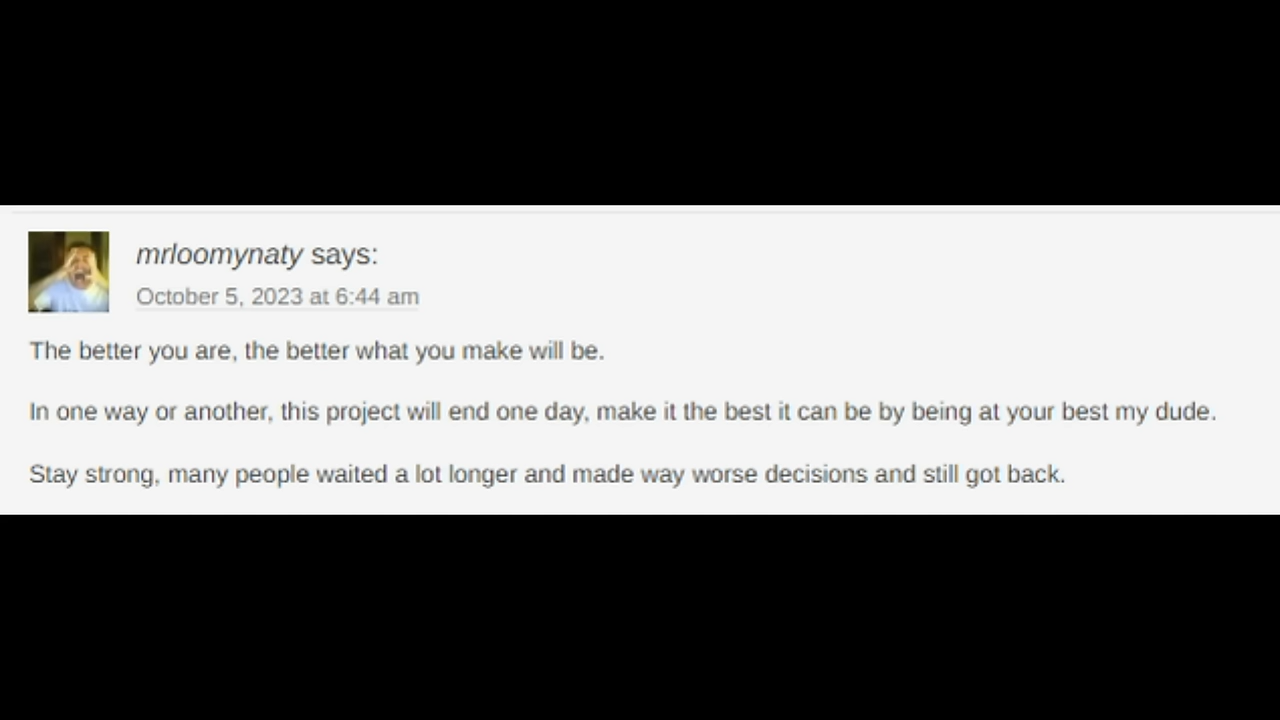 mrloomynaty says:
October 5, 2023 at 6:44 am
The better you are, the better what you make will be.
In one way or another, this project will end one day, make it the best it can be by being at your best my dude.
Stay strong, many people waited a lot longer and made way worse decisions and still got back.